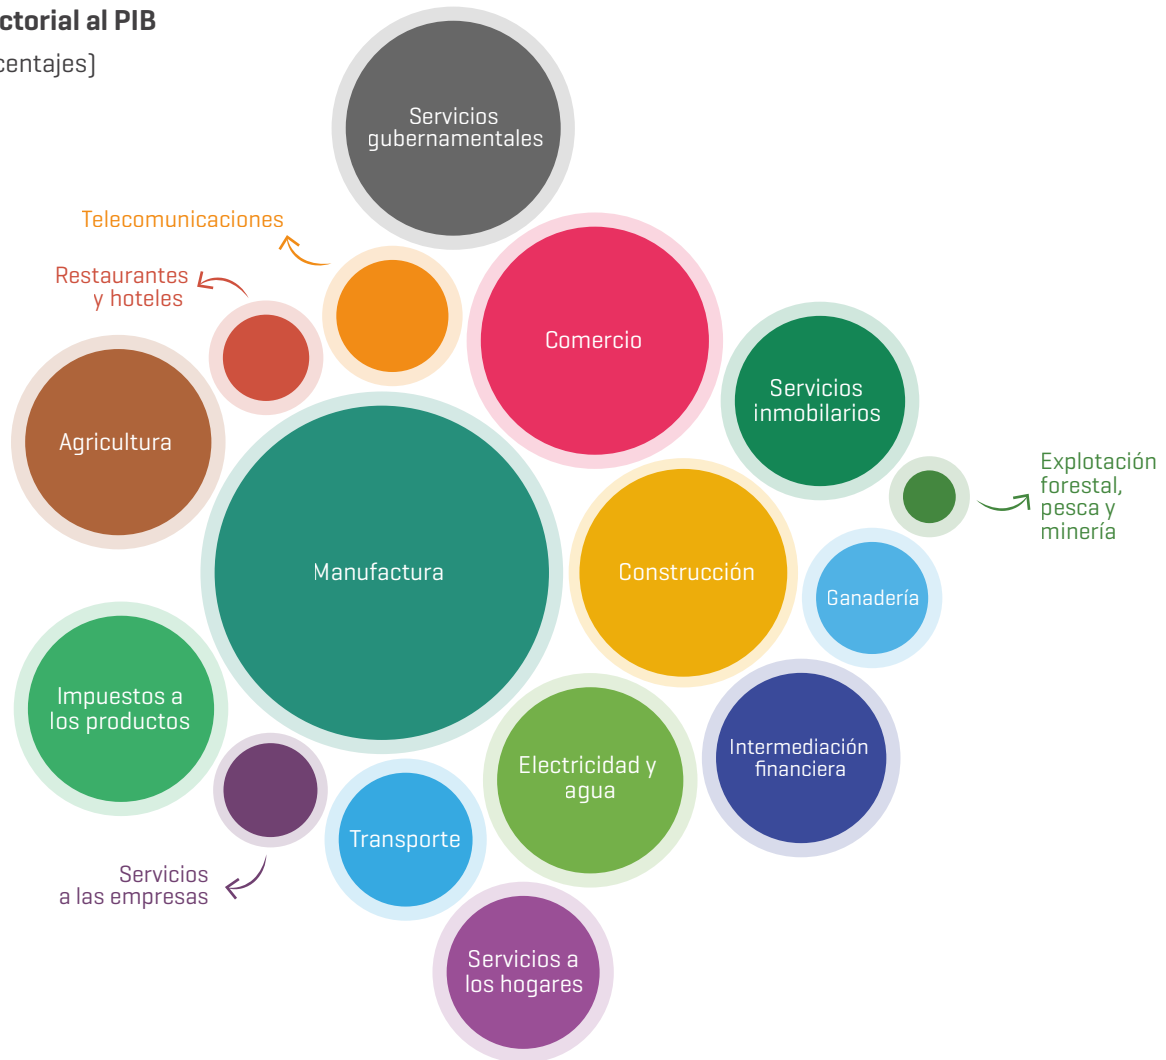 ctorial al PIB
centajes)
Servicios
gubernamentales
Telecomunicaciones
Restaurantes
y hoteles
Comercio
Servicios
inmobilarios
Agricultura
Explotación
forestal,
pesca y
minería
Manufactura
Construcción
Ganadería
Impuestos a
los productos
Intermediación
financiera
Electricidad y
agua
Transporte
Servicios
a las empresas
Servicios a
los hogares